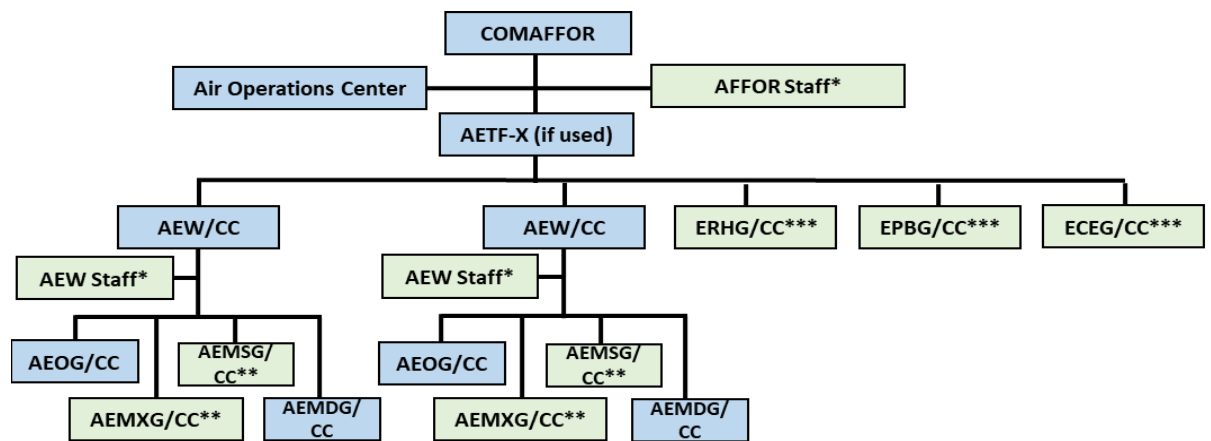 COMAFFOR
Air Operations Center
AFFOR Staff*
AETF-X (if used)
AEW/CC
AEW/CC
ERHG/CC***
EPBG/CC***
ECEG/CC***
AEW Staff*
AEW Staff*
AEOG/CC
AEMSG/
CC**
AEOG/CC
AEMSG/
CC**
AEMXG/CC**
AEMDG/
CC
AEMXG/CC**
AEMDG/
CC